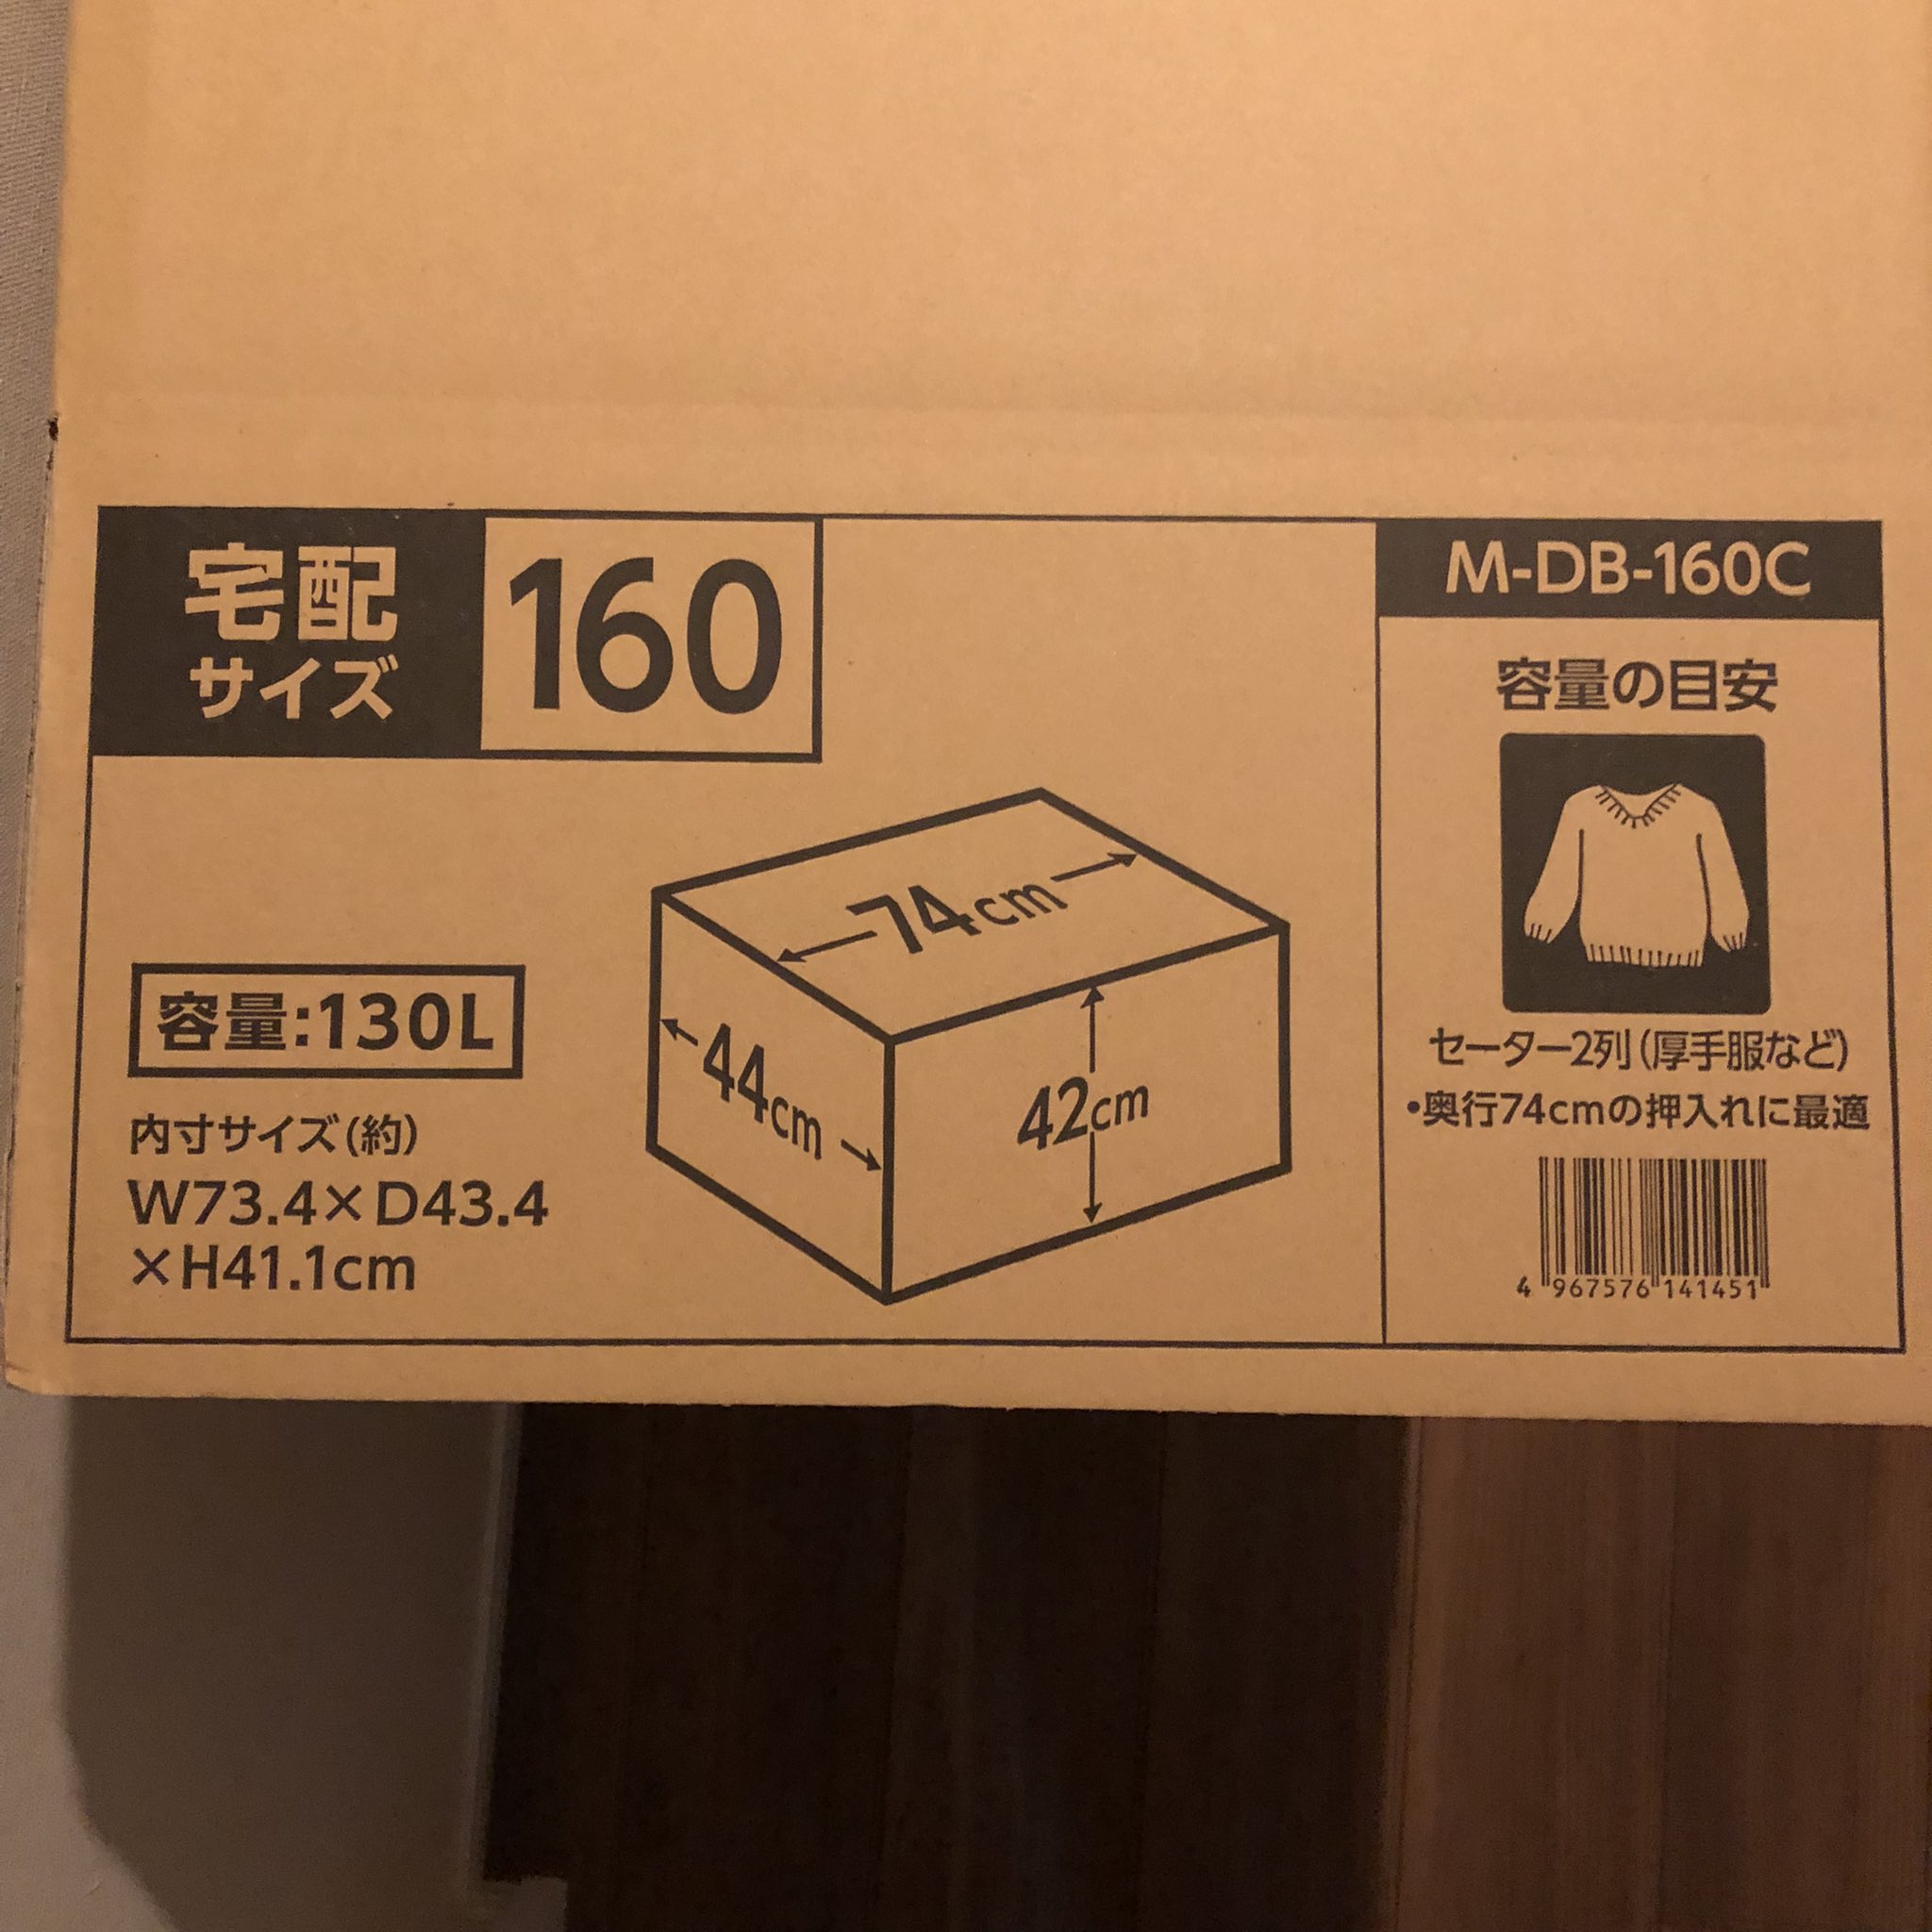 宅配
サイズ
160
容量:130L
内寸サイズ(約)
W73.4×D43.4
×H41.1cm
74cm
44cm
42cm
M-DB-160C
容量の目安
セーター2列(厚手服など)
•奥行74cmの押入れに最適
4 967576 141451